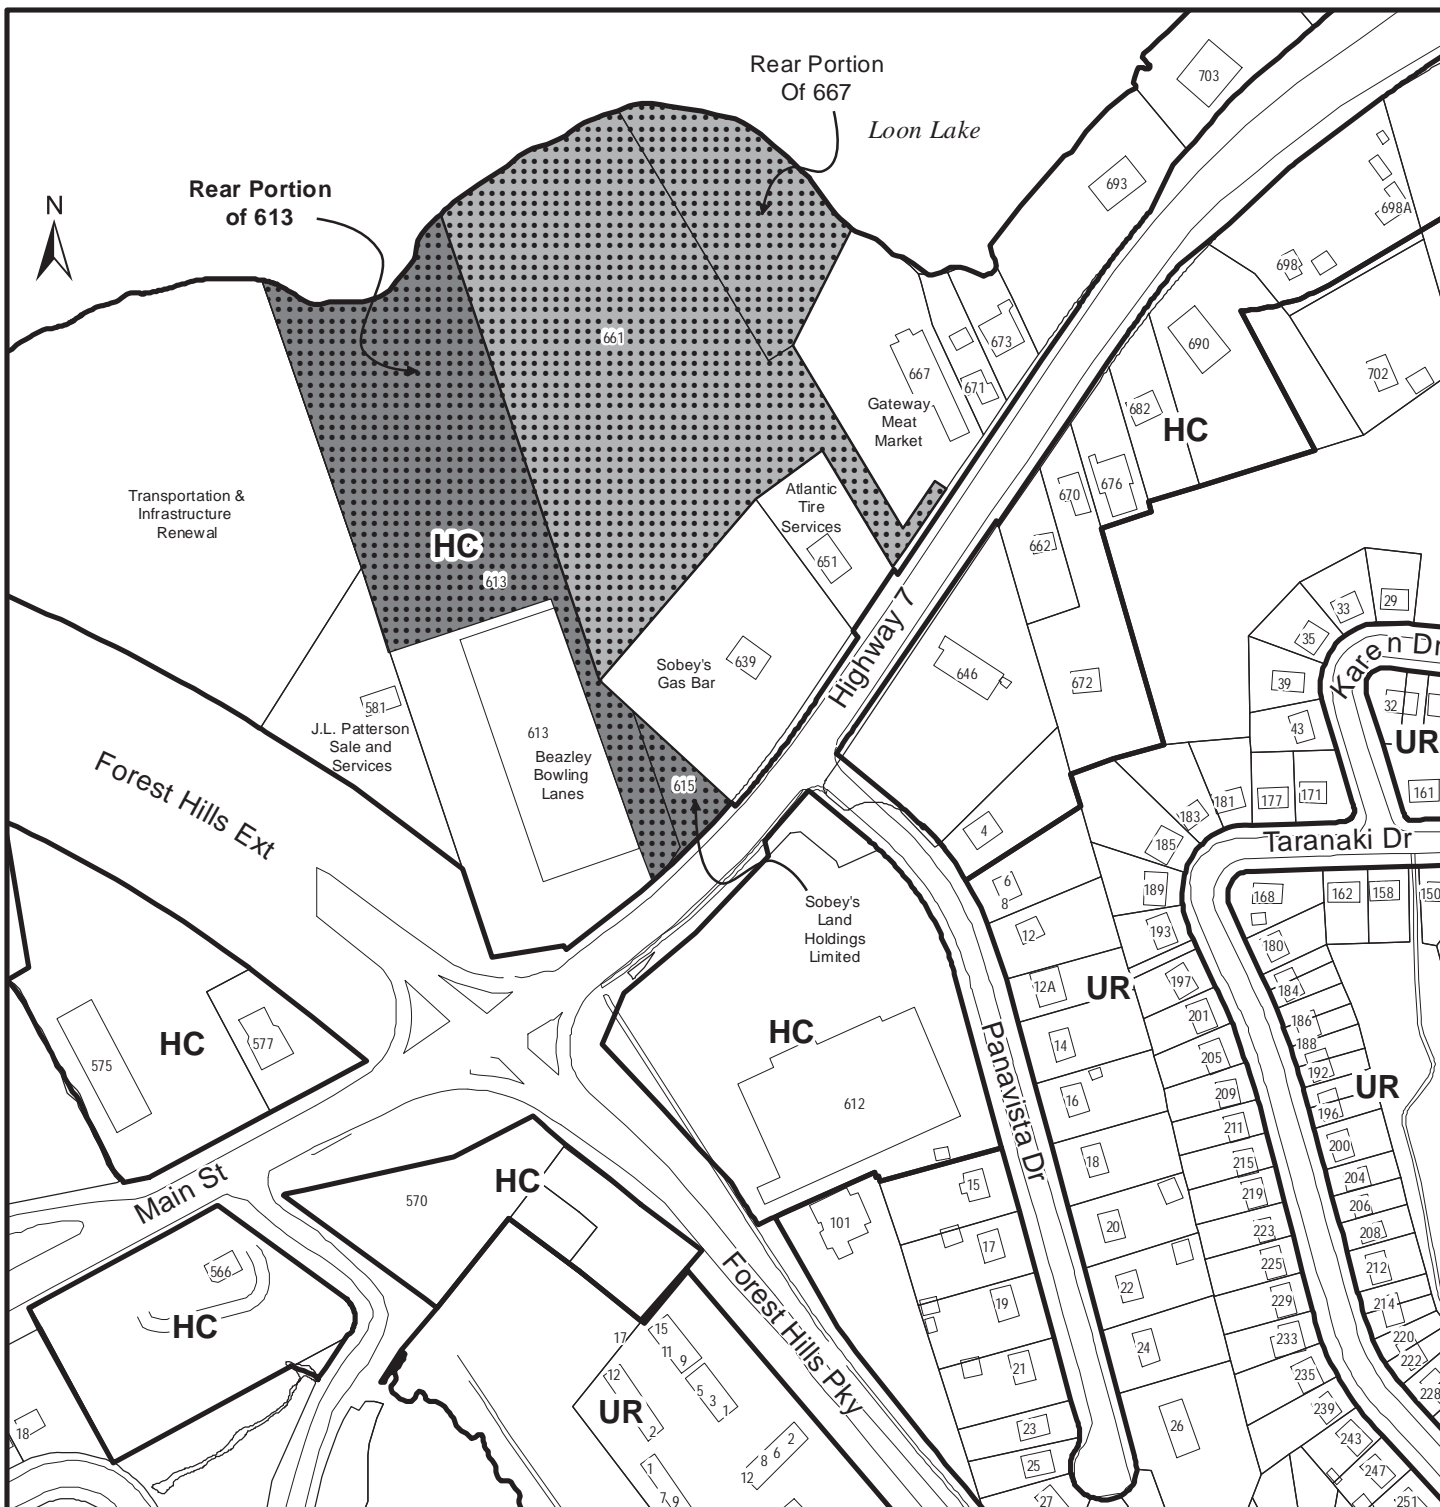 Rear Portion
Of 667
Loon Lake
703
693
698A
Rear Portion
of 613
N
698
690
702
673
667
671
682
HC
661
Gateway
Meat
Market
Transportation &
Infrastructure
Renewal
Atlantic
Tire
Services
651
670
676
662
HC
613
Highway 7
646
672
29
33
35
39
43
Karen Dr
32
UR
161
Sobey's
Gas Bar
639
581
J.L. Patterson
Sale and
Services
613
Beazley
Bowling
Lanes
615
Forest Hills Ext
4
181
177
171
183
185
Taranaki Dr
189
168
162
158
150
6
8
12
193
180
Sobey's
Land
Holdings
Limited
12A
UR
197
184
201
186
188
HC
575
577
HC
612
Panavista Dr
14
205
192
UR
16
209
196
211
200
18
215
204
219
206
Main St
570
HC
101
15
20
223
208
17
225
212
22
566
HC
19
229
214
Forest Hills Pky
24
233
220
222
17
15
11
9
12
5
3
1
UR
2
21
235
228
239
23
26
243
18
2
6
8
12
25
247
1
7
9
27
251